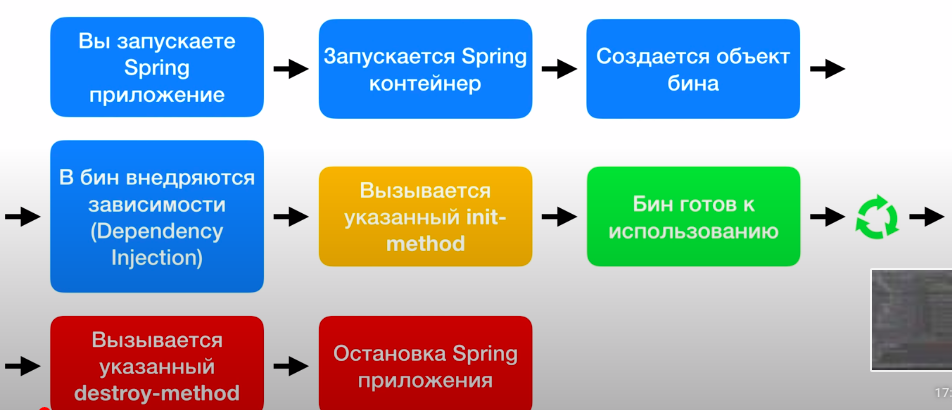 Вы запускаете
Spring
приложение
Запускается Spring
контейнер
Создается объект
бина
В бин внедряются
зависимости
(Dependency
Injection)
Вызывается
указанный init-
method
Бин готов к
использованию
Вызывается
указанный
destroy-method
Остановка Spring
приложения